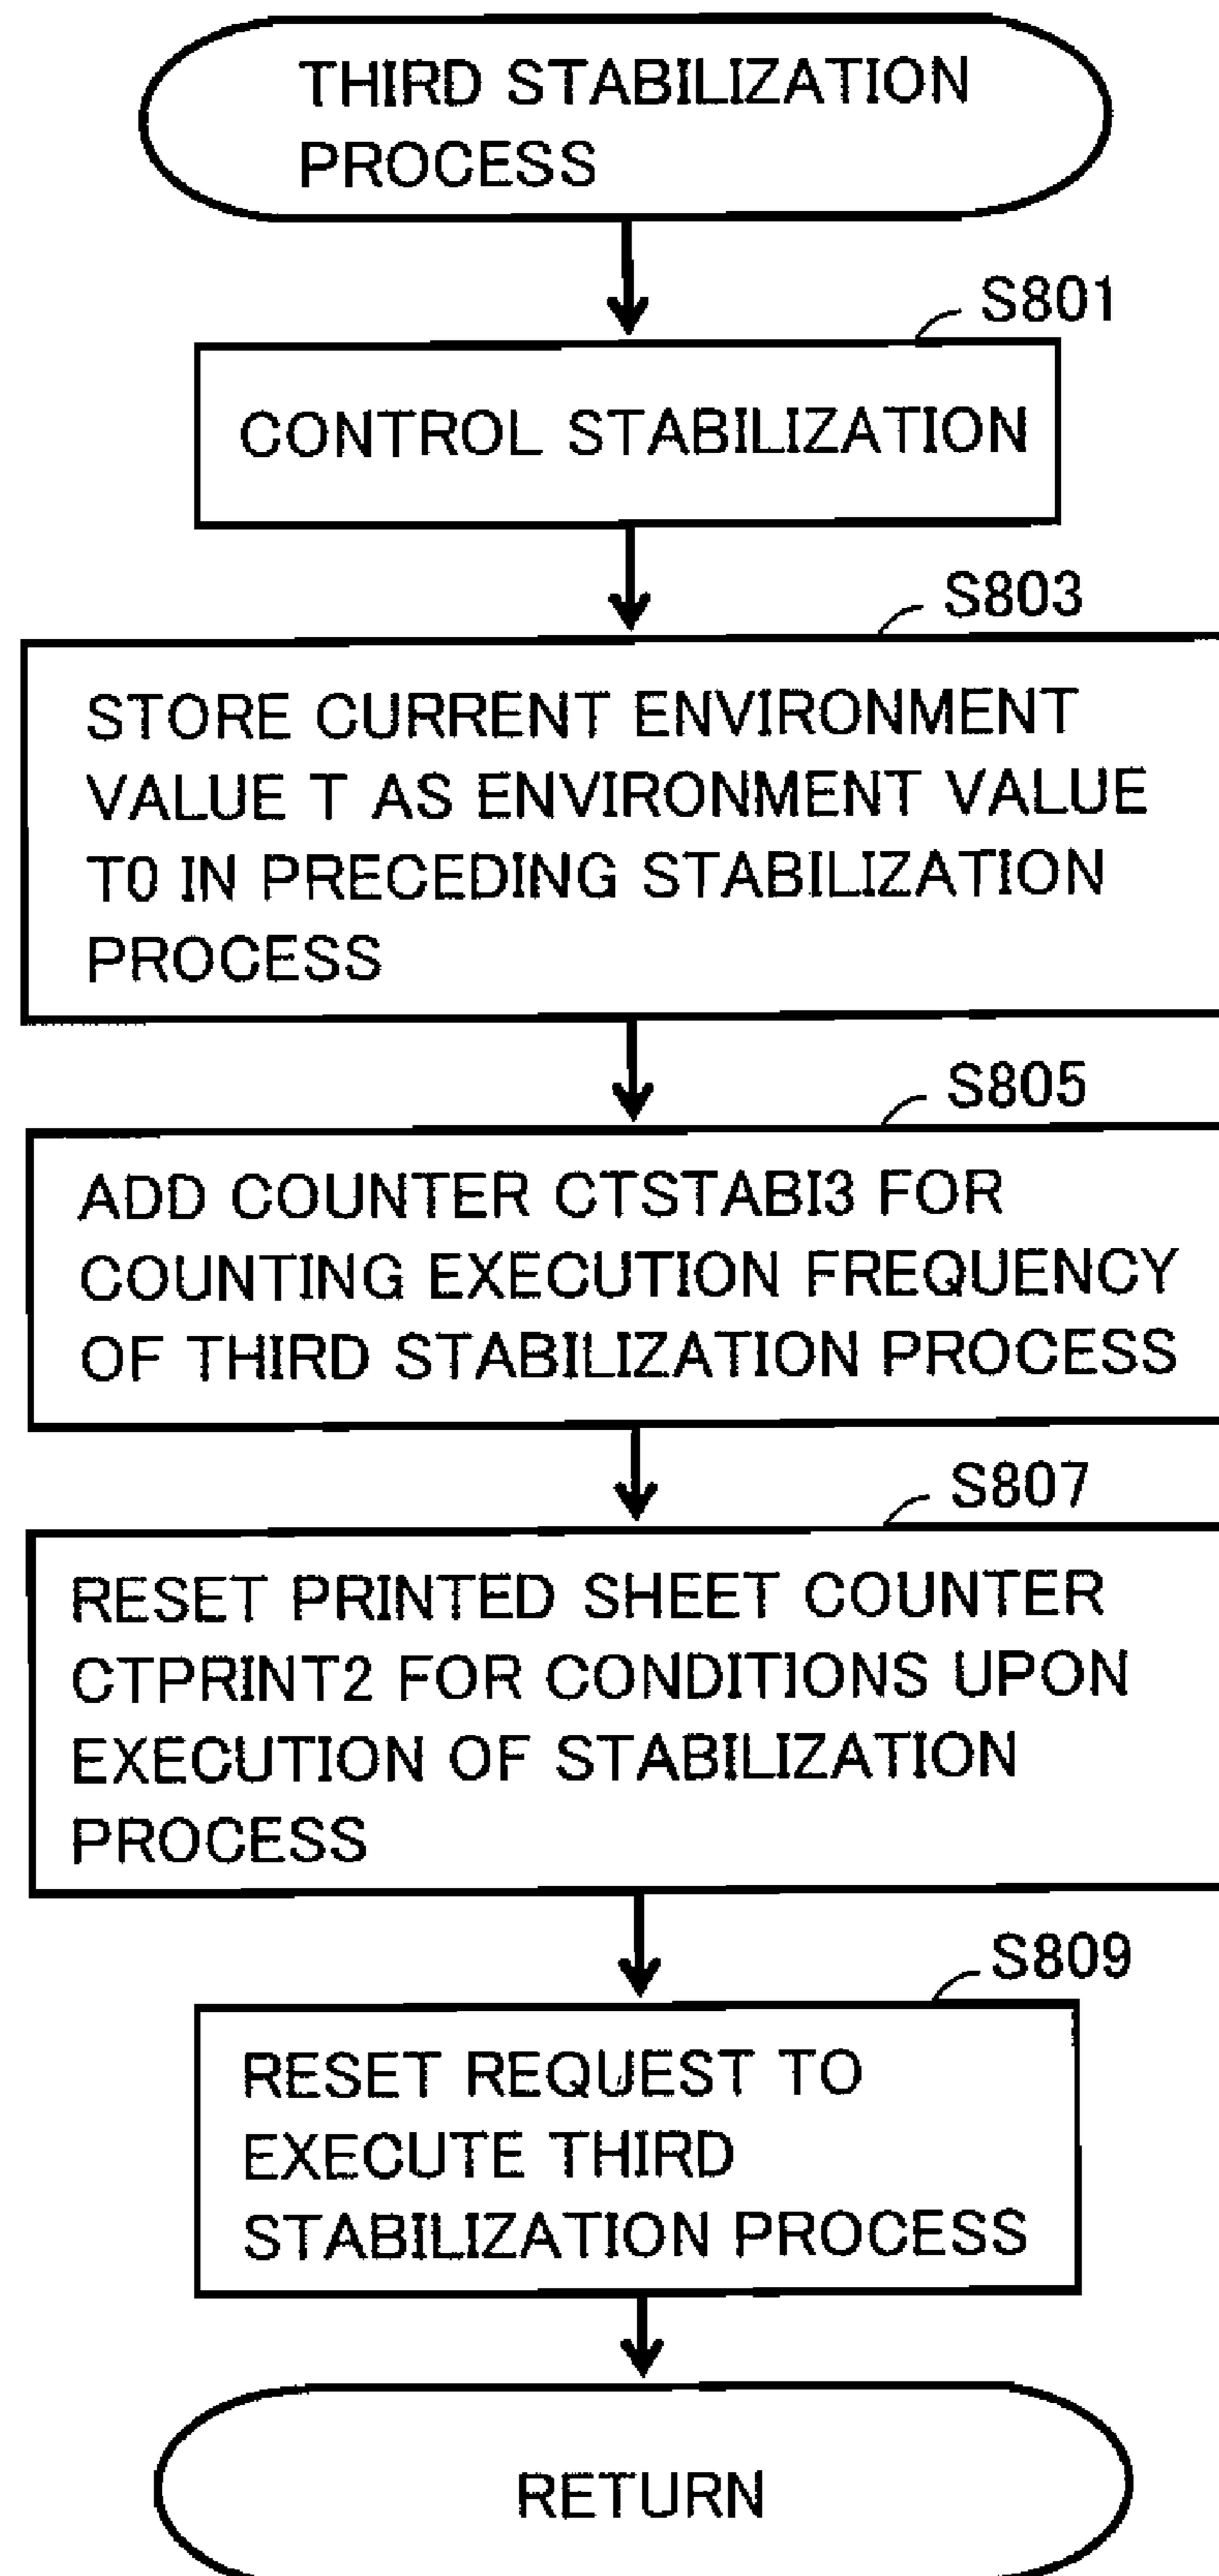 THIRD STABILIZATION
PROCESS
S801
CONTROL STABILIZATION
S803
STORE CURRENT ENVIRONMENT
VALUE T AS ENVIRONMENT VALUE
T0 IN PRECEDING STABILIZATION
PROCESS
S805
ADD COUNTER CTSTABI3 FOR
COUNTING EXECUTION FREQUENCY
OF THIRD STABILIZATION PROCESS
S807
RESET PRINTED SHEET COUNTER
CTPRINT2 FOR CONDITIONS UPON
EXECUTION OF STABILIZATION
PROCESS
S809
RESET REQUEST TO
EXECUTE THIRD
STABILIZATION PROCESS
RETURN